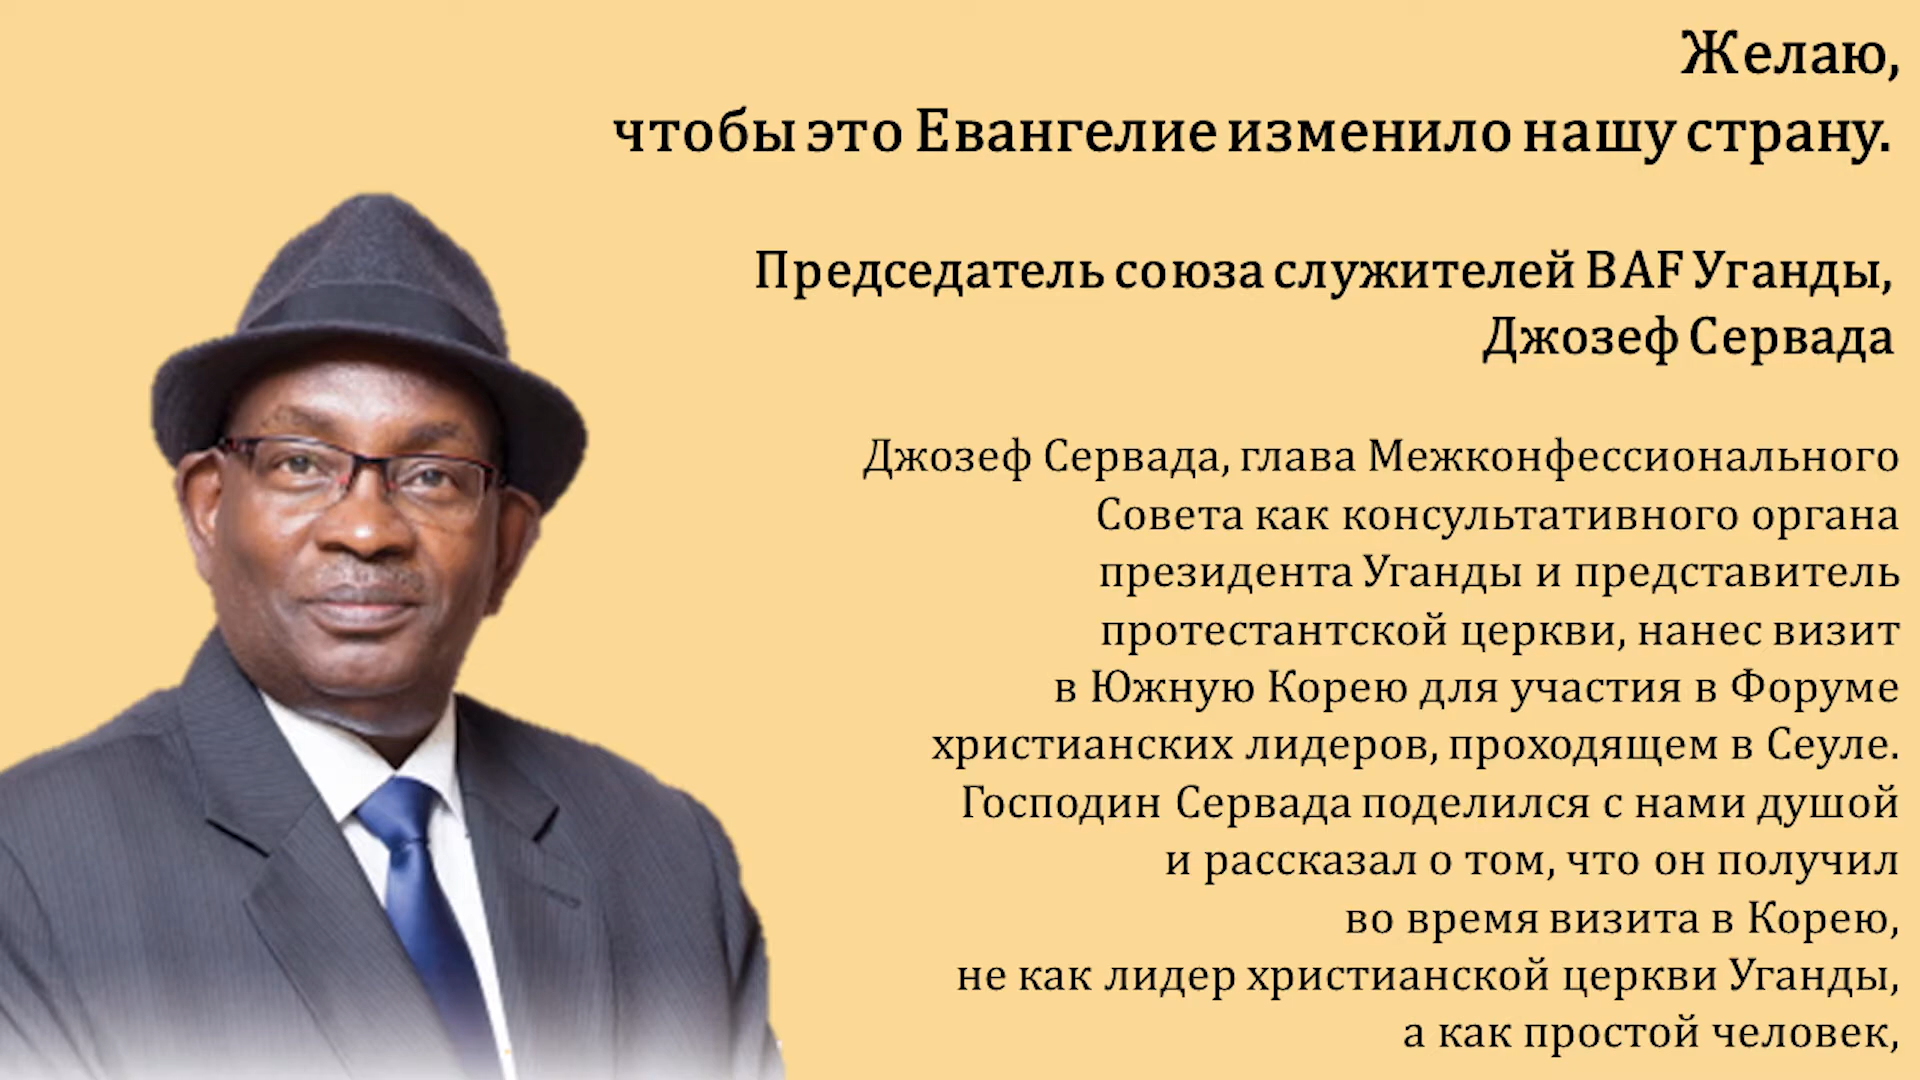 Желаю,
чтобы это Евангелие изменило нашу страну.
Председатель союза служителей BAF Уганды,
Джозеф Сервада
Джозеф Сервада, глава Межконфессионального
Совета как консультативного органа
президента Уганды и представитель
протестантской церкви, нанес визит
в Южную Корею для участия в Форуме
христианских лидеров, проходящем в Сеуле.
Господин Сервада поделился с нами душой
и рассказал о том, что он получил
во время визита в Корею,
не как лидер христианской церкви Уганды,
а как простой человек,